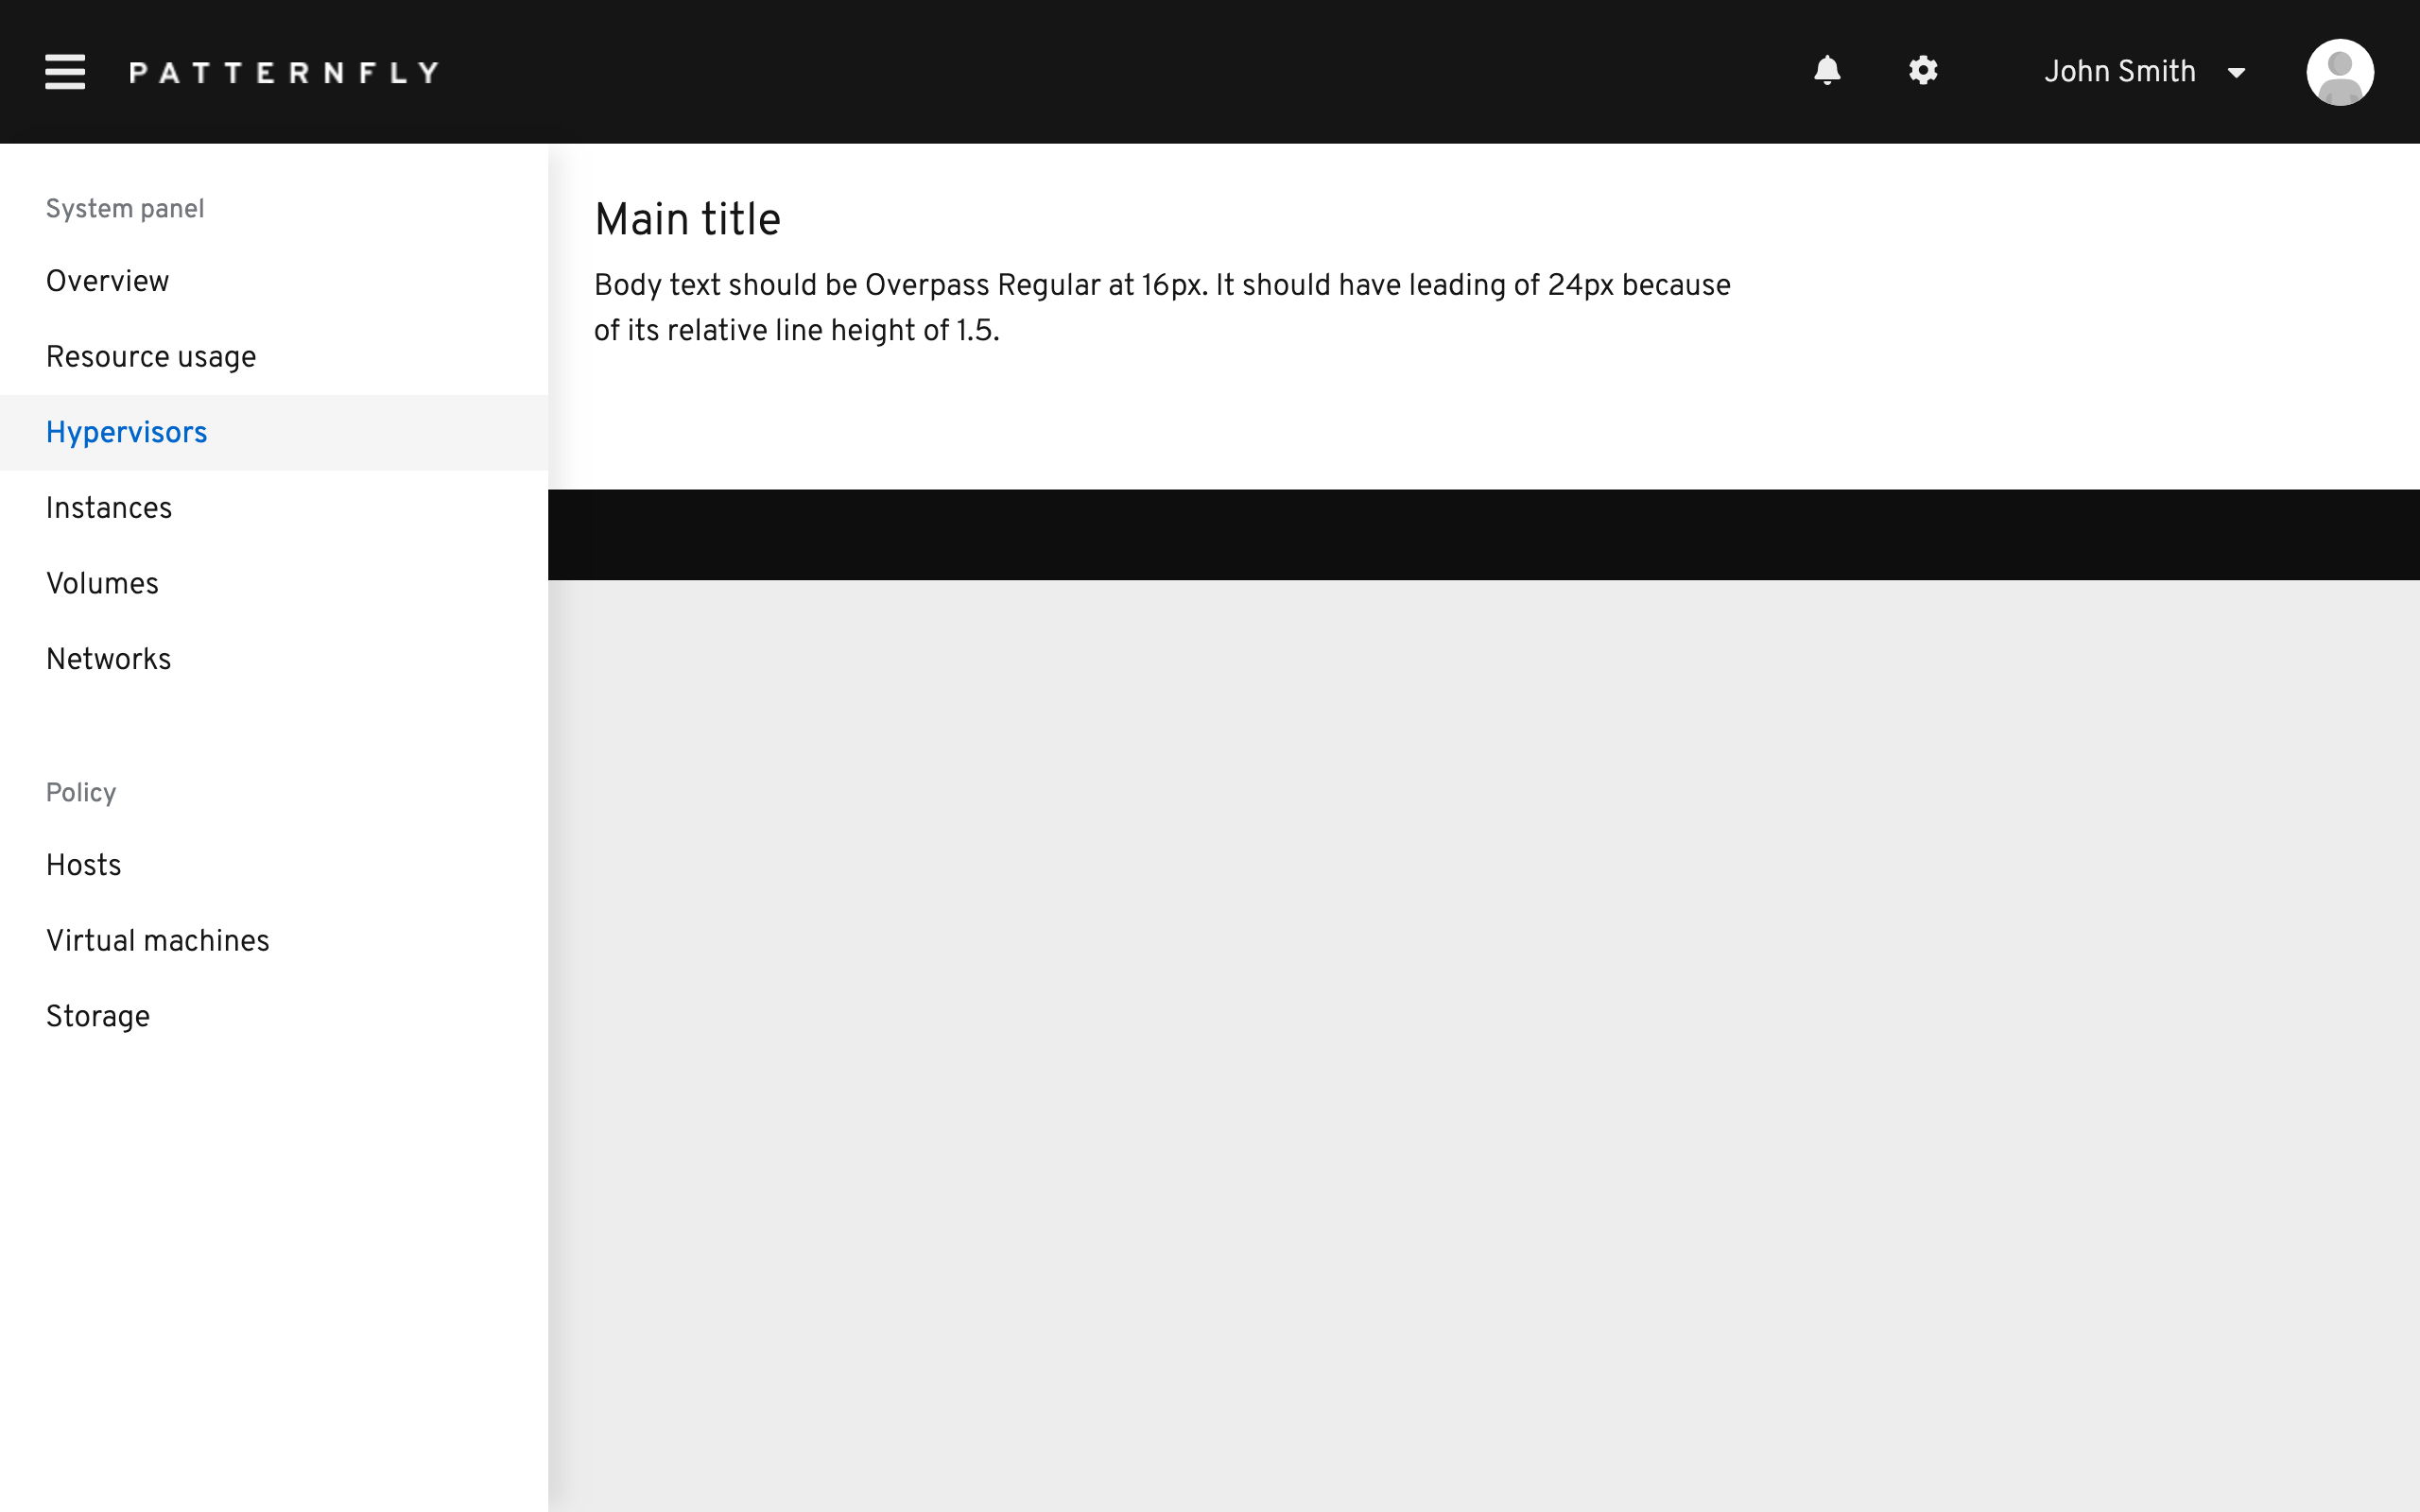 PATTERNFLY
John Smith
System panel
Overview
Resource usage
Hypervisors
Instances
Volumes
Networks
Policy
Hosts
Virtual machines
Storage
Main title
Body text should be Overpass Regular at 16px. It should have leading of 24px because
of its relative line height of 1.5.